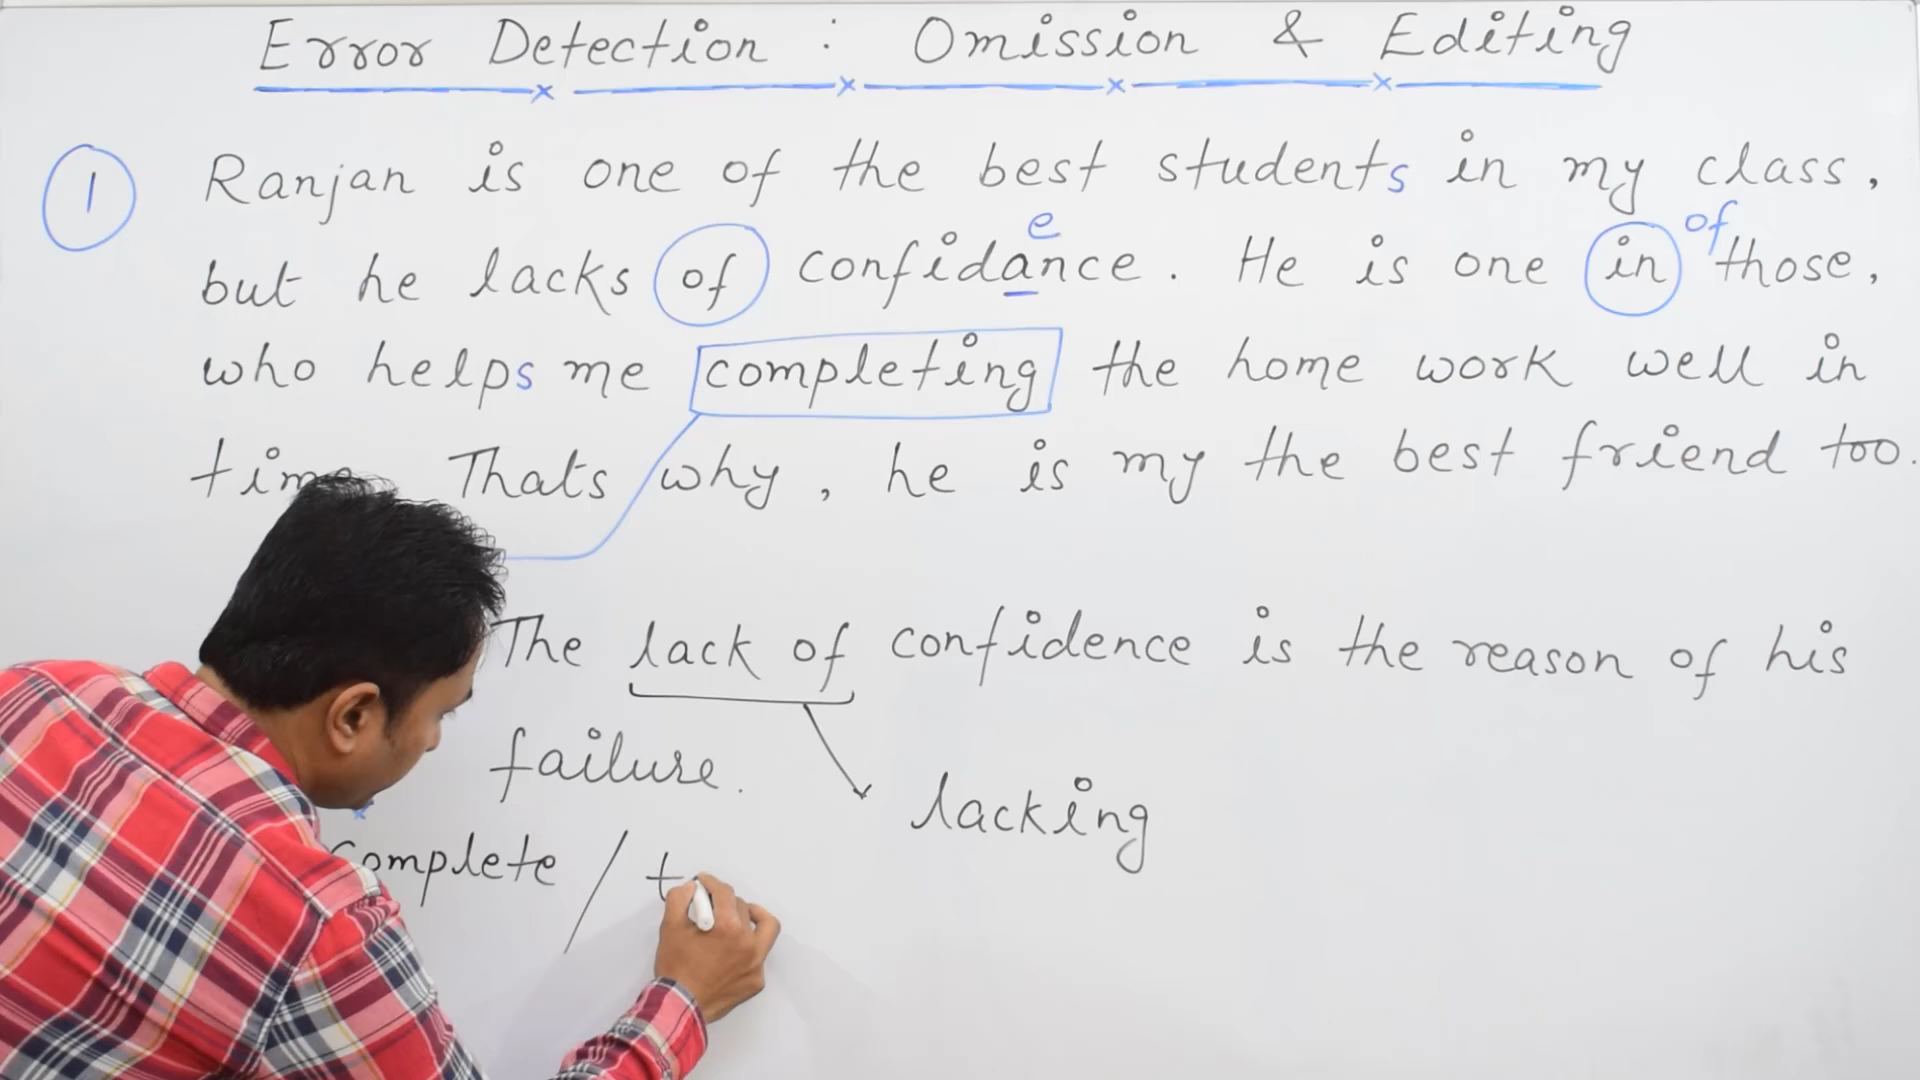 Error Detection : Omission & Editing
1 Ranjan is one of the best students in my class,
e of
but he lacks of confidance. He is one in those,
who helps me completing the home work well in
Thats why, he is my the best friend too.
The lack of confidence is the reason of his
failure.
lacking
complete /